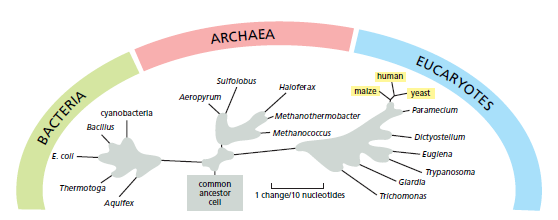 BACTERIA
ARCHAEA
EUCARYOTES
cyanobacteria
Bacillus
E. coli
Thermotoga
Aquifex
Sulfolobus
Aeropyrum
Haloferax
Methanothermobacter
Methanococcus
common
ancestor
cell
1 change/10 nucleotides
human
maize
yeast
Paramecium
Dictyostelium
Euglena
Trypanosoma
Giardia
Trichomonas